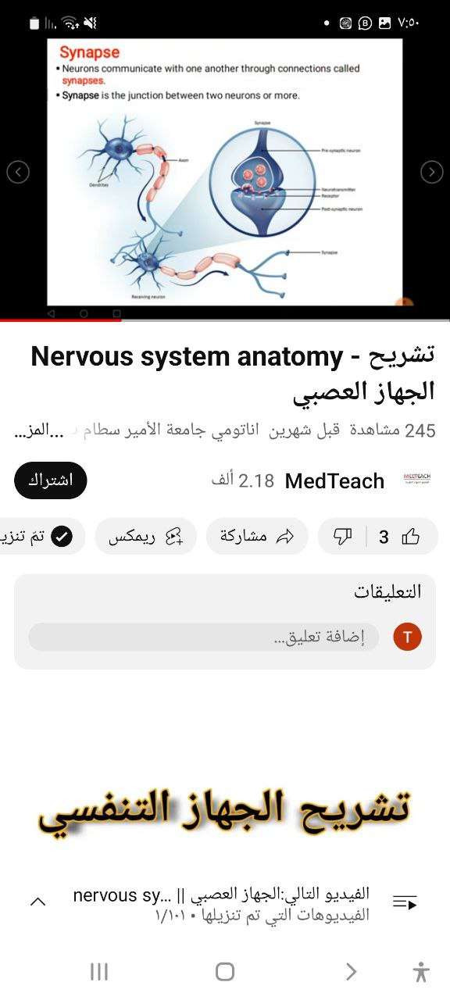 ٧:٥٠
Synapse
▪ Neurons communicate with one another through connections called
synapses.
▪ Synapse is the junction between two neurons or more.
Synapse
Pre-synaptic neuron
Axon
Dendrites
Neurotransmitter
Receptor
Post-synaptic neuron
Synapse
Receiving neuron
Nervous system anatomy - تشريح
الجهاز العصبي
245 مشاهدة قبل شهرين اناتومي جامعة الأمير سطام ...المز
MEDTEACH
MedTeach 2.18 ألف
اشتراك
3
مشاركة
ريمكس
تمّ تنزي
التعليقات
T
إضافة تعليق...
تشريح الجهاز التنفسي
الفيديو التالي:الجهاز العصبي || nervous sy...
الفيديوهات التي تم تنزيلها • ١/١٠١